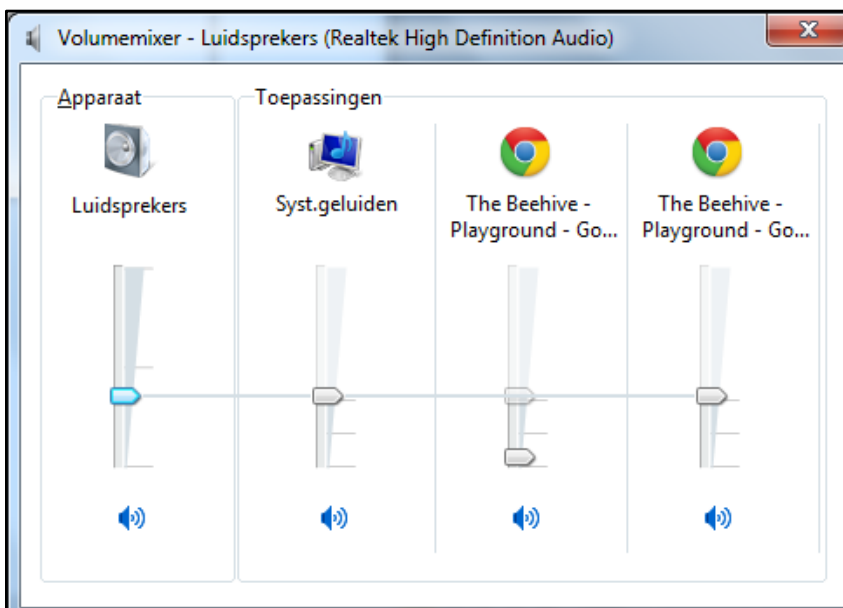 Volumemixer - Luidsprekers (Realtek High Definition Audio)
Apparaat
Toepassingen
Luidsprekers
Syst.geluiden
The Beehive -
Playground - Go...
The Beehive -
Playground - Go...